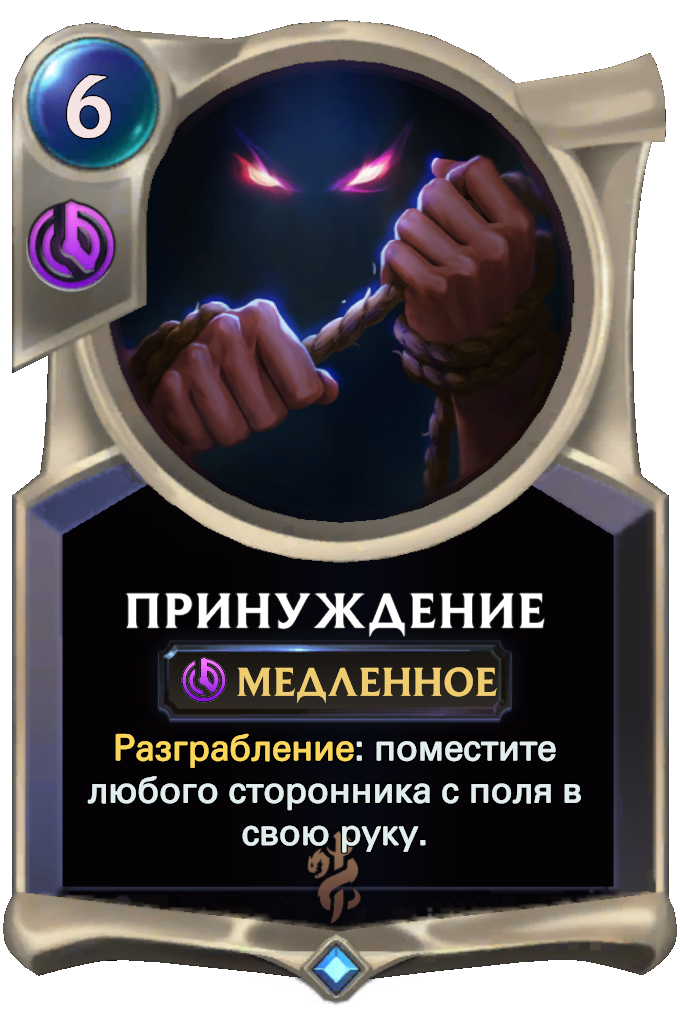 6
ПРИНУЖДЕНИЕ
МЕДЛЕННОЕ
Разграбление: поместите
любого сторонника с поля в
свою руку.